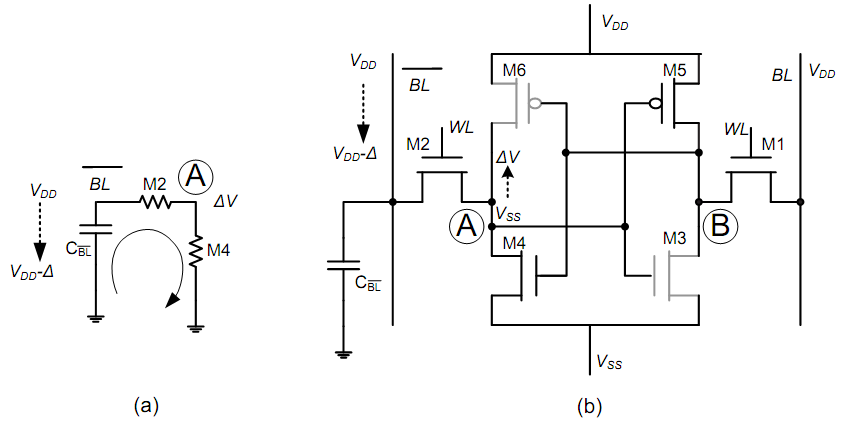 V_DD
BL
M2
A
ΔV
M4
C_BL
V_DD-Δ
(a)
V_DD
BL
V_DD-Δ
M2
WL
C_BL
V_DD
M6
M5
BL
V_DD
WL
M1
ΔV
V_SS
A
B
M4
M3
V_SS
(b)